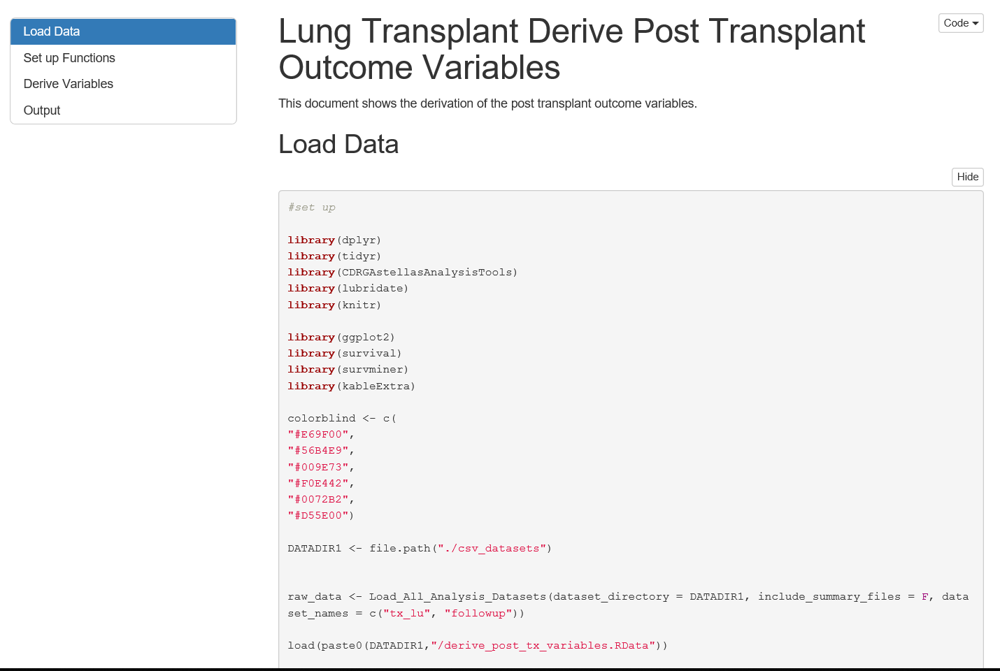 Load Data
Set up Functions
Derive Variables
Output
Lung Transplant Derive Post Transplant
Outcome Variables
Code
This document shows the derivation of the post transplant outcome variables.
Load Data
Hide
#set up
library(dplyr)
library(tidyr)
library(CDRGAstellasAnalysisTools)
library(lubridate)
library(knitr)
library(ggplot2)
library(survival)
library(survminer)
library(kableExtra)
colorblind <- c(
"#E69F00",
"#56B4E9",
"#009E73",
"#F0E442",
"#0072B2",
"#D55E00")
DATADIR1 <- file.path("./csv_datasets")
raw_data <- Load_All_Analysis_Datasets(dataset_directory = DATADIR1, include_summary_files = F, data
set_names = c("tx_lu", "followup"))
load(paste0(DATADIR1,"/derive_post_tx_variables.RData"))